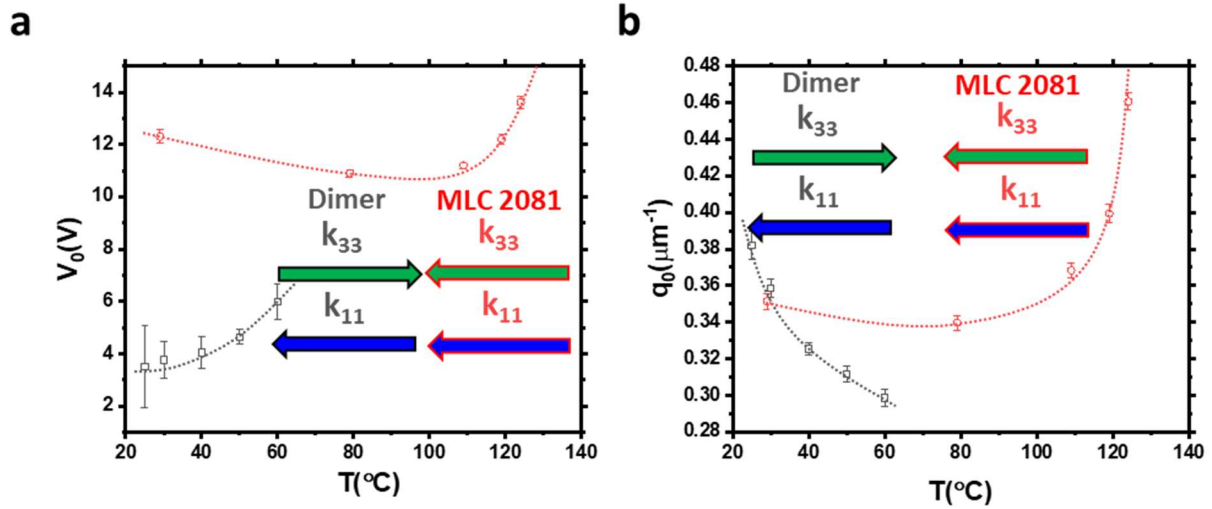 a
V₀(V)
14
12
10
8
6
4
2
20 40 60 80 100 120 140
T(°C)
Dimer MLC 2081
k₃₃ k₃₃
k₁₁ k₁₁
b
q₀(μm⁻¹)
0.48
0.46
0.44
0.42
0.40
0.38
0.36
0.34
0.32
0.30
0.28
20 40 60 80 100 120 140
T(°C)
Dimer MLC 2081
k₃₃ k₃₃
k₁₁ k₁₁